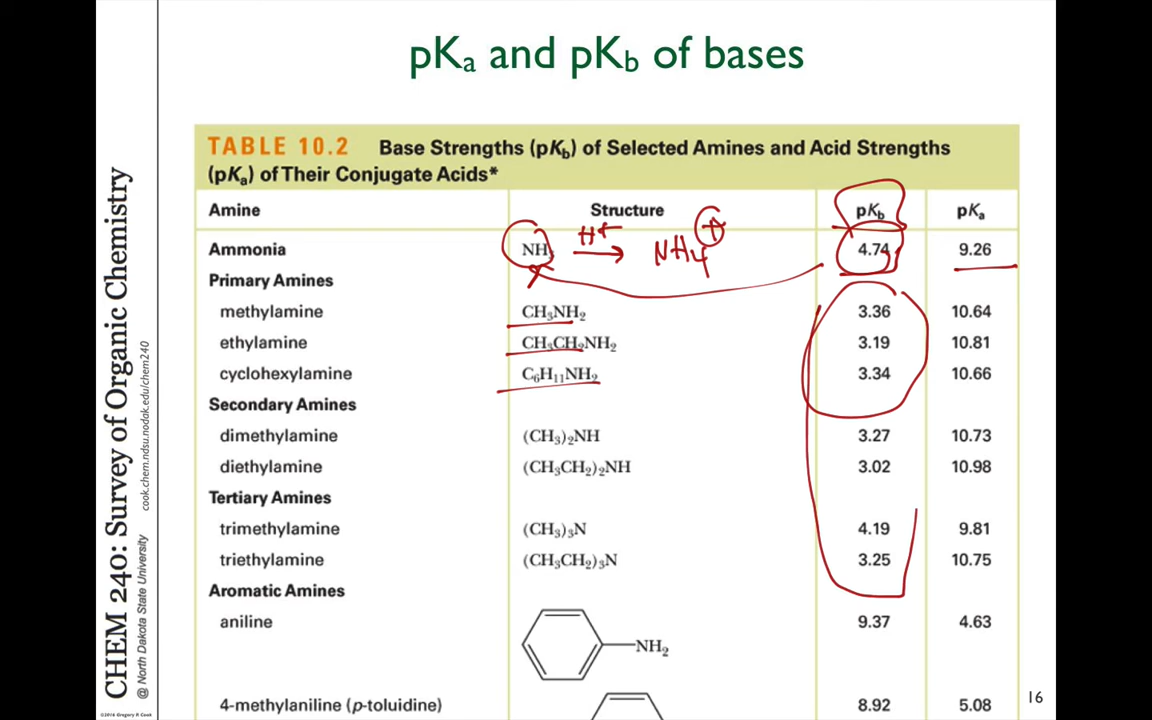 pKa and pKb of bases
TABLE 10.2 Base Strengths (pKb) of Selected Amines and Acid Strengths
(pKa) of Their Conjugate Acids*
Amine Structure pKb pKa
Ammonia NH3 H+ NH4 + 4.74 9.26
Primary Amines
methylamine CH3NH2 3.36 10.64
ethylamine CH3CH2NH2 3.19 10.81
cyclohexylamine C6H11NH2 3.34 10.66
Secondary Amines
dimethylamine (CH3)2NH 3.27 10.73
diethylamine (CH3CH2)2NH 3.02 10.98
Tertiary Amines
trimethylamine (CH3)3N 4.19 9.81
triethylamine (CH3CH2)3N 3.25 10.75
Aromatic Amines
aniline 9.37 4.63
NH2
4-methylaniline (p-toluidine) 8.92 5.08
16
CHEM 240: Survey of Organic Chemistry
@ North Dakota State University cook.chem.ndsu.nodak.edu/chem240
©2016 Gregory R. Cook